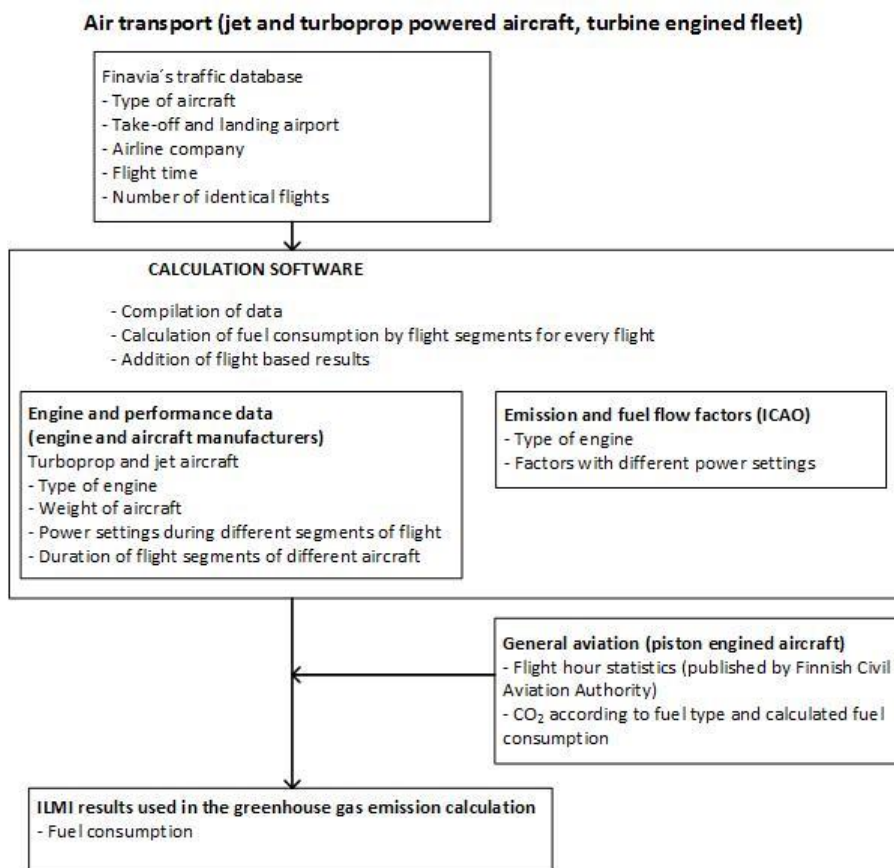 Air transport (jet and turboprop powered aircraft, turbine engined fleet)
Finavia´s traffic database
- Type of aircraft
- Take-off and landing airport
- Airline company
- Flight time
- Number of identical flights
CALCULATION SOFTWARE
- Compilation of data
- Calculation of fuel consumption by flight segments for every flight
- Addition of flight based results
Engine and performance data
(engine and aircraft manufacturers)
Turboprop and jet aircraft
- Type of engine
- Weight of aircraft
- Power settings during different segments of flight
- Duration of flight segments of different aircraft
Emission and fuel flow factors (ICAO)
- Type of engine
- Factors with different power settings
General aviation (piston engined aircraft)
- Flight hour statistics (published by Finnish Civil
Aviation Authority)
- CO₂ according to fuel type and calculated fuel
consumption
ILMI results used in the greenhouse gas emission calculation
- Fuel consumption